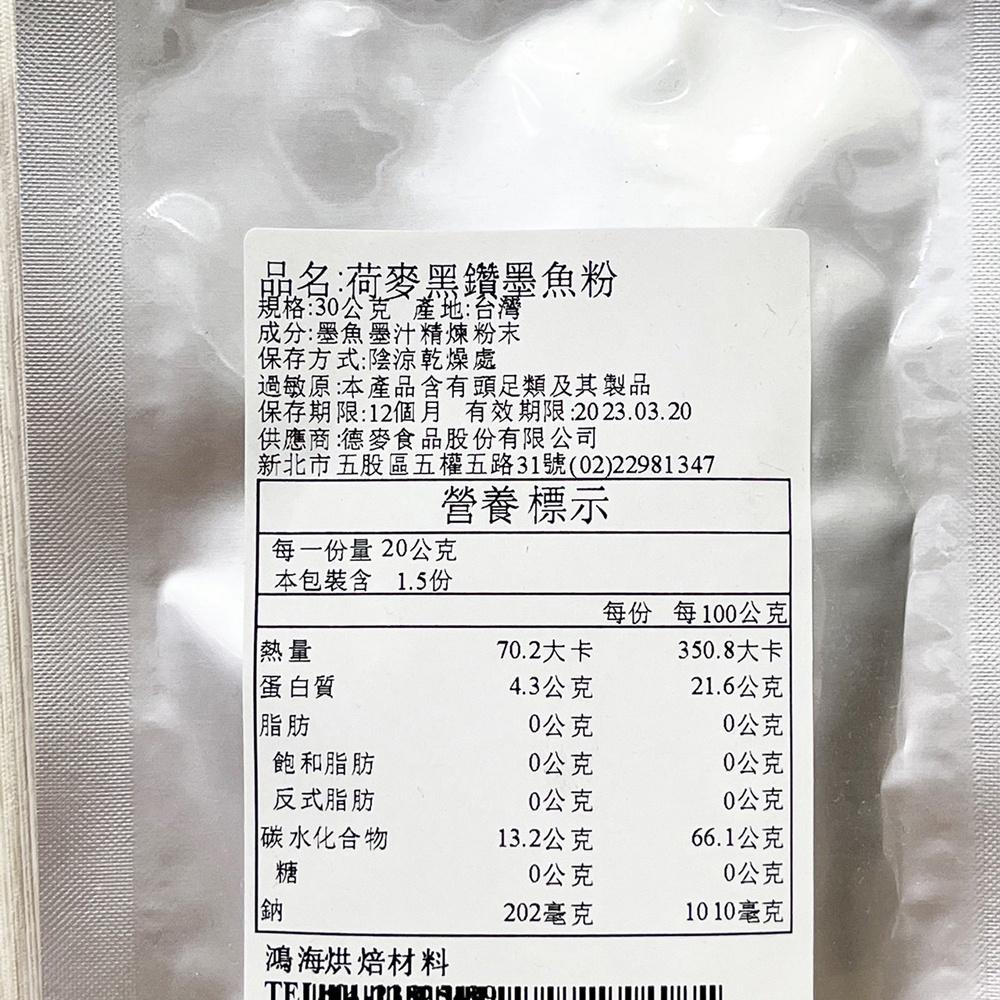 品名:荷麥黑鑽墨魚粉
規格:30公克 產地:台灣
成分:墨魚墨汁精煉粉末
保存方式:陰涼乾燥處
過敏原:本產品含有頭足類及其製品
保存期限:12個月 有效期限:2023.03.20
供應商:德麥食品股份有限公司
新北市五股區五權五路31號(02)22981347
營養標示
每一份量 20公克
本包裝含 1.5份
每份 每100公克
熱量 70.2大卡 350.8大卡
蛋白質 4.3公克 21.6公克
脂肪 0公克 0公克
飽和脂肪 0公克 0公克
反式脂肪 0公克 0公克
碳水化合物 13.2公克 66.1公克
糖 0公克 0公克
鈉 202毫克 1010毫克
鴻海烘焙材料